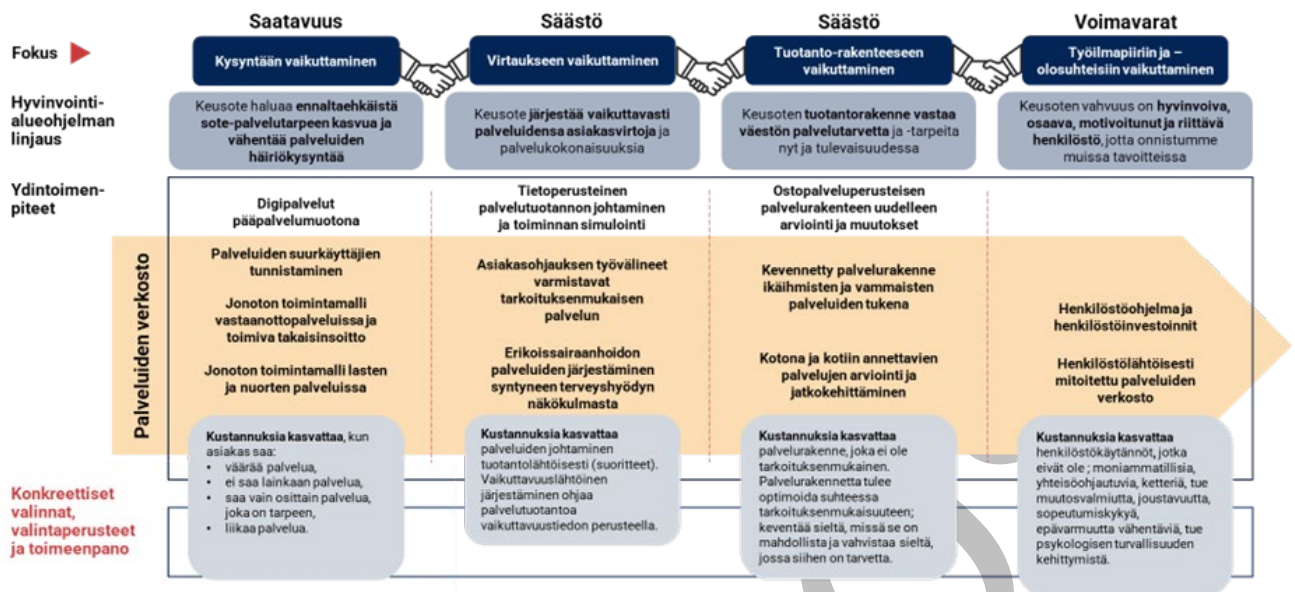 Saatavuus
Säästö
Säästö
Voimavarat
Fokus
Kysyntään vaikuttaminen
Virtaukseen vaikuttaminen
Tuotanto-rakenteeseen
vaikuttaminen
Työilmapiiriin ja –
olosuhteisiin vaikuttaminen
Hyvinvointi-
alueohjelman
linjaus
Keusote haluaa ennaltaehkäistä
sote-palvelutarpeen kasvua ja
vähentää palveluiden
häiriökysyntää
Keusote järjestää vaikuttavasti
palveluidensa asiakasvirtoja ja
palvelukokonaisuuksia
Keusoten tuotantorakenne vastaa
väestön palvelutarvetta ja -tarpeita
nyt ja tulevaisuudessa
Keusoten vahvuus on hyvinvoiva,
osaava, motivoitunut ja riittävä
henkilöstö, jotta onnistumme
muissa tavoitteissa
Ydintoimen-
piteet
Palveluiden verkosto
Digipalvelut
pääpalvelumuotona
Palveluiden suurkäyttäjien
tunnistaminen
Jonoton toimintamalli
vastaanottopalveluissa ja
toimiva takaisinsoitto
Jonoton toimintamalli lasten
ja nuorten palveluissa
Tietoperusteinen
palvelutuotannon johtaminen
ja toiminnan simulointi
Asiakasohjauksen työvälineet
varmistavat
tarkoituksenmukaisen
palvelun
Erikoissairaanhoidon
palveluiden järjestäminen
syntyneen terveyshyödyn
näkökulmasta
Ostopalveluperusteisen
palvelurakenteen uudelleen
arviointi ja muutokset
Kevennetty palvelurakenne
ikäihmisten ja vammaisten
palveluiden tukena
Kotona ja kotiin annettavien
palvelujen arviointi ja
jatkokehittäminen
Henkilöstöohjelma ja
henkilöstöinvestoinnit
Henkilöstölähtöisesti
mitoitettu palveluiden
verkosto
Konkreettiset
valinnat,
valintaperusteet
ja toimeenpano
Kustannuksia kasvattaa, kun
asiakas saa:
• väärää palvelua,
• ei saa lainkaan palvelua,
• saa vain osittain palvelua,
joka on tarpeen,
• liikaa palvelua.
Kustannuksia kasvattaa
palveluiden johtaminen
tuotantolähtöisesti (suoritteet).
Vaikuttavuuslähtöinen
järjestäminen ohjaa
palvelutuotantoa
vaikuttavuustiedon perusteella.
Kustannuksia kasvattaa
palvelurakenne, joka ei ole
tarkoituksenmukainen.
Palvelurakennetta tulee
optimoida suhteessa
tarkoituksenmukaisuuteen;
keventää sieltä, missä se on
mahdollista ja vahvistaa sieltä,
jossa siihen on tarvetta.
Kustannuksia kasvattaa
henkilöstökäytännöt, jotka
eivät ole ; moniammatillisia,
yhteisöohjautuvia, ketteriä, tue
muutosvalmiutta, joustavuutta,
sopeutumiskykyä,
epävarmuutta vähentäviä, tue
psykologisen turvallisuuden
kehittymistä.